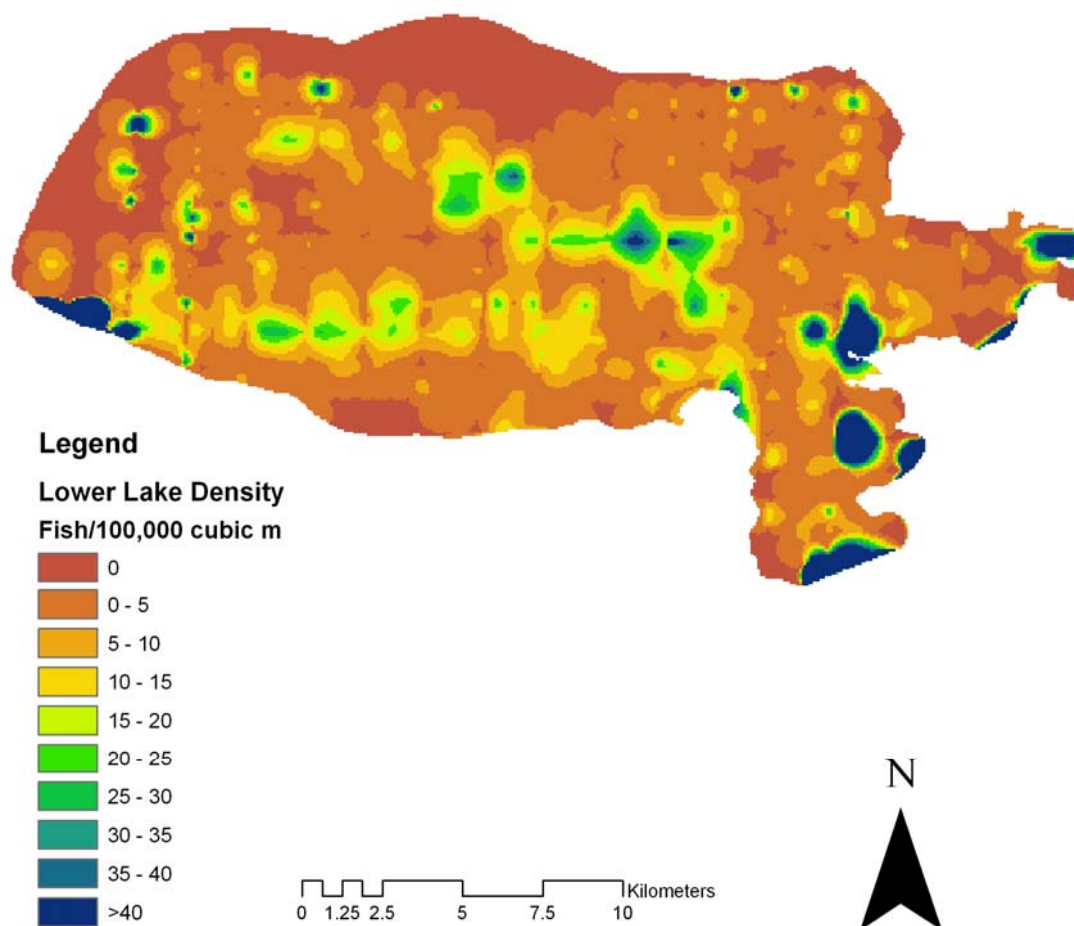 Legend
Lower Lake Density
Fish/100,000 cubic m
0
0 - 5
5 - 10
10 - 15
15 - 20
20 - 25
25 - 30
30 - 35
35 - 40
>40
N
Kilometers
0 1.25 2.5 5 7.5 10